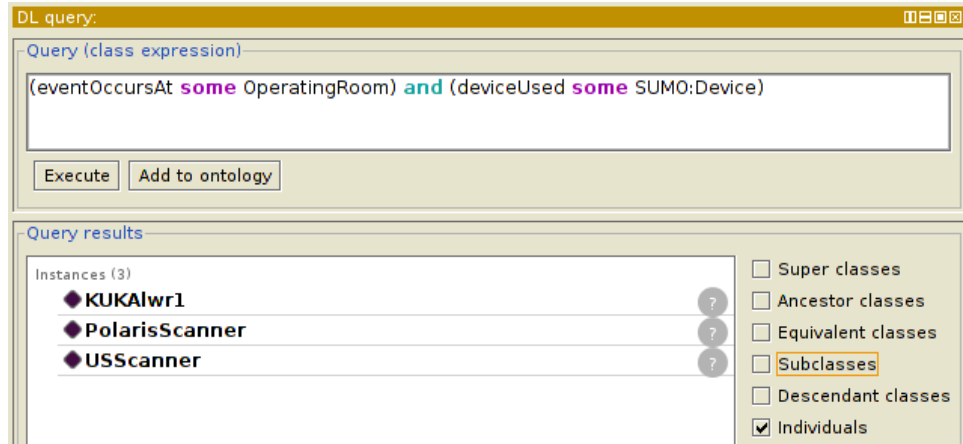 DL query:
Query (class expression)
(eventOccursAt some OperatingRoom) and (deviceUsed some SUMO:Device)
Execute Add to ontology
Query results
Instances (3)
KUKAlwr1
?
PolarisScanner
?
USScanner
?
Super classes
Ancestor classes
Equivalent classes
Subclasses
Descendant classes
Individuals